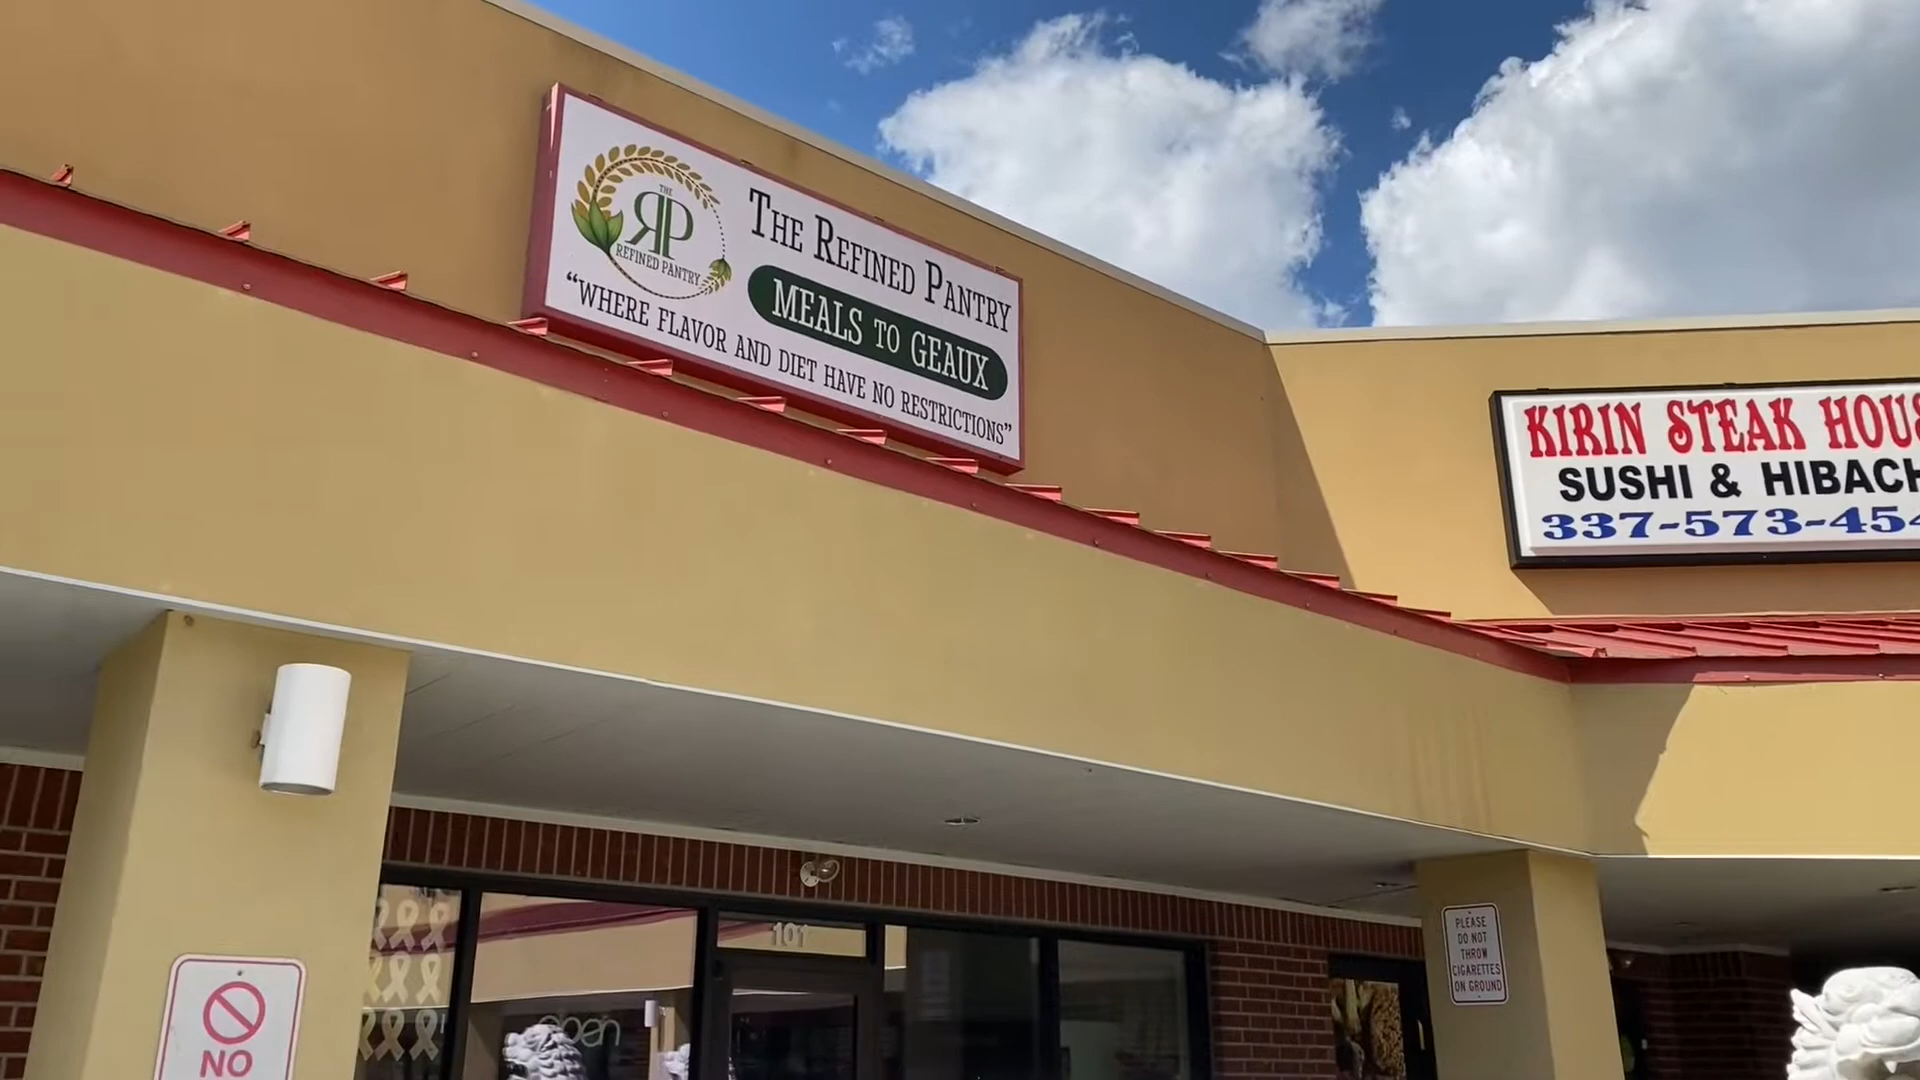 THE
RP
REFINED PANTRY
THE REFINED PANTRY
MEALS TO GEAUX
“WHERE FLAVOR AND DIET HAVE NO RESTRICTIONS”
KIRIN STEAK HOUS
SUSHI & HIBACH
337-573-454
101
open
NO
PLEASE
DO NOT
THROW
CIGARETTES
ON GROUND